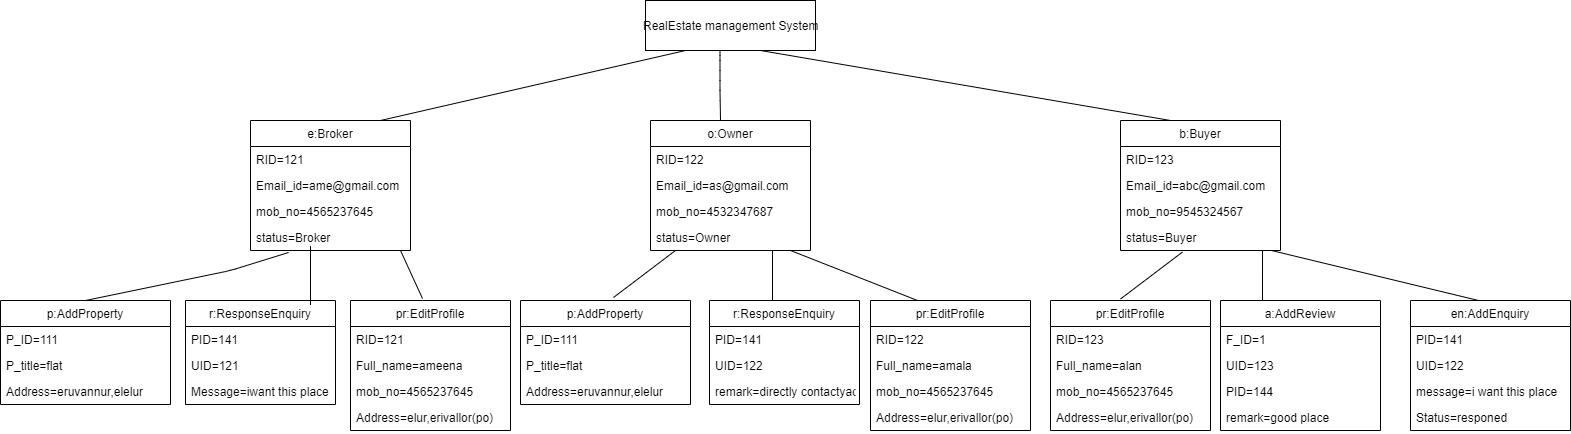 RealEstate management System
e:Broker
RID=121
Email_id=ame@gmail.com
mob_no=4565237645
status=Broker
o:Owner
RID=122
Email_id=as@gmail.com
mob_no=4532347687
status=Owner
b:Buyer
RID=123
Email_id=abc@gmail.com
mob_no=9545324567
status=Buyer
p:AddProperty
P_ID=111
P_title=flat
Address=eruvannur,elelur
r:ResponseEnquiry
PID=141
UID=121
Message=iwant this place
pr:EditProfile
RID=121
Full_name=ameena
mob_no=4565237645
Address=elur,erivallor(po)
p:AddProperty
P_ID=111
P_title=flat
Address=eruvannur,elelur
r:ResponseEnquiry
PID=141
UID=122
remark=directly contactyac
pr:EditProfile
RID=122
Full_name=amala
mob_no=4565237645
Address=elur,erivallor(po)
pr:EditProfile
RID=123
Full_name=alan
mob_no=4565237645
Address=elur,erivallor(po)
a:AddReview
F_ID=1
UID=123
PID=144
remark=good place
en:AddEnquiry
PID=141
UID=122
message=i want this place
Status=responed